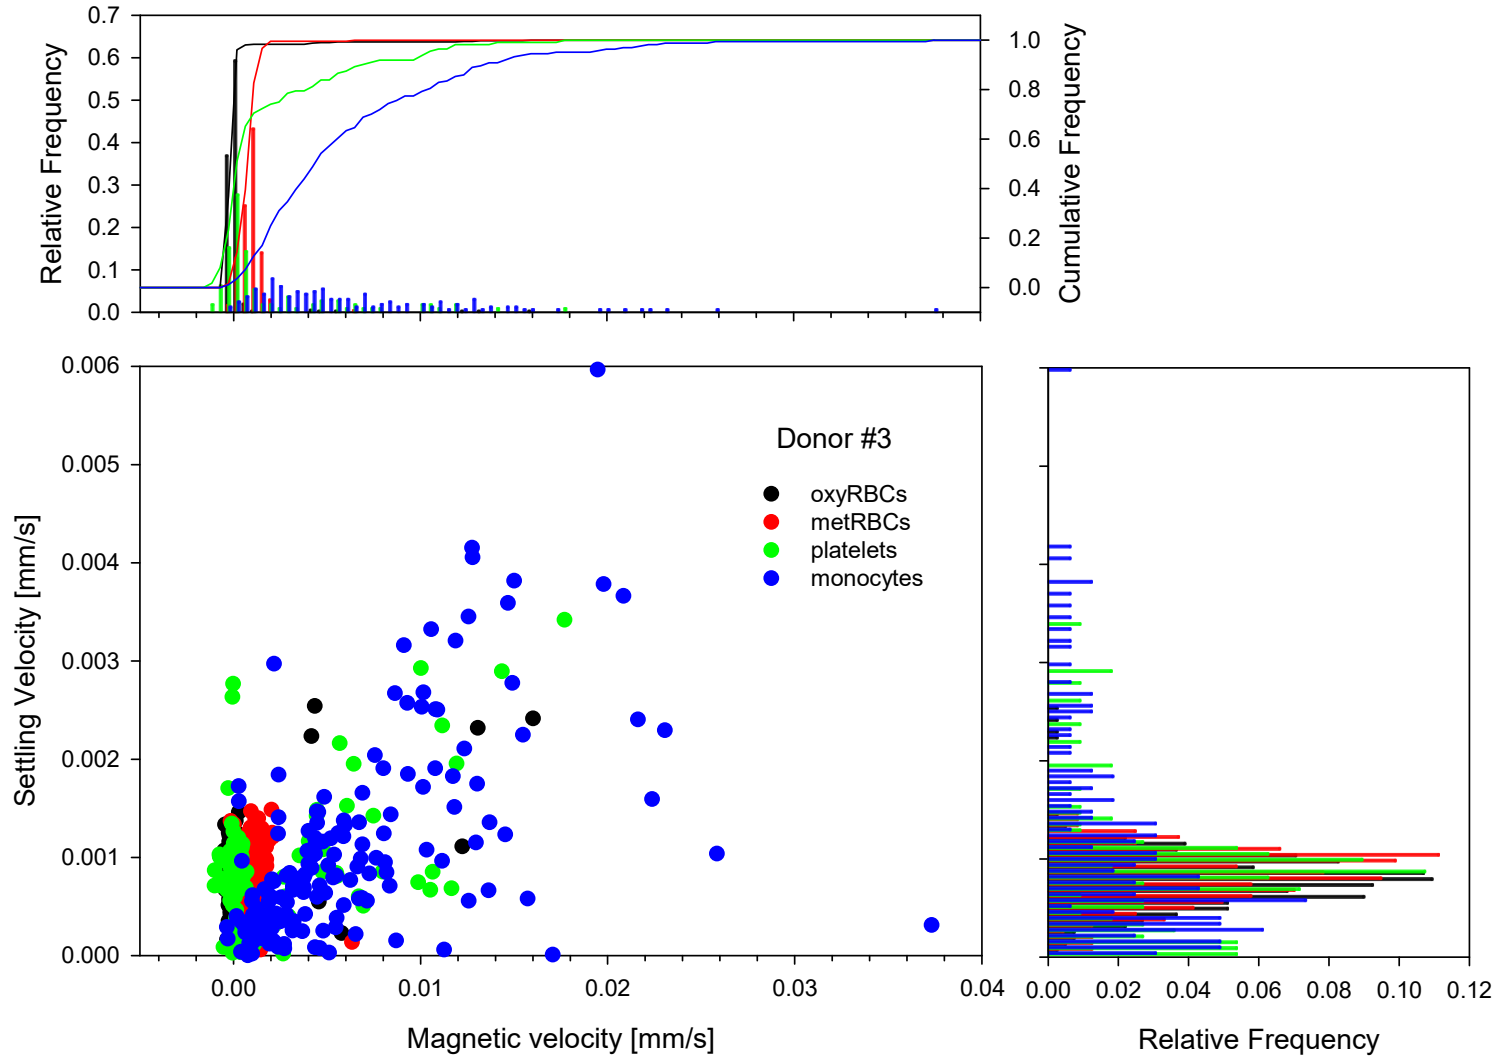 0.7
0.6
0.5
0.4
0.3
0.2
0.1
0.0
Relative Frequency
1.0
0.8
0.6
0.4
0.2
0.0
Cumulative Frequency
0.006
0.005
0.004
0.003
0.002
0.001
0.000
Settling Velocity [mm/s]
Donor #3
oxyRBCs
metRBCs
platelets
monocytes
0.00 0.01 0.02 0.03 0.04
Magnetic velocity [mm/s]
0.00 0.02 0.04 0.06 0.08 0.10 0.12
Relative Frequency